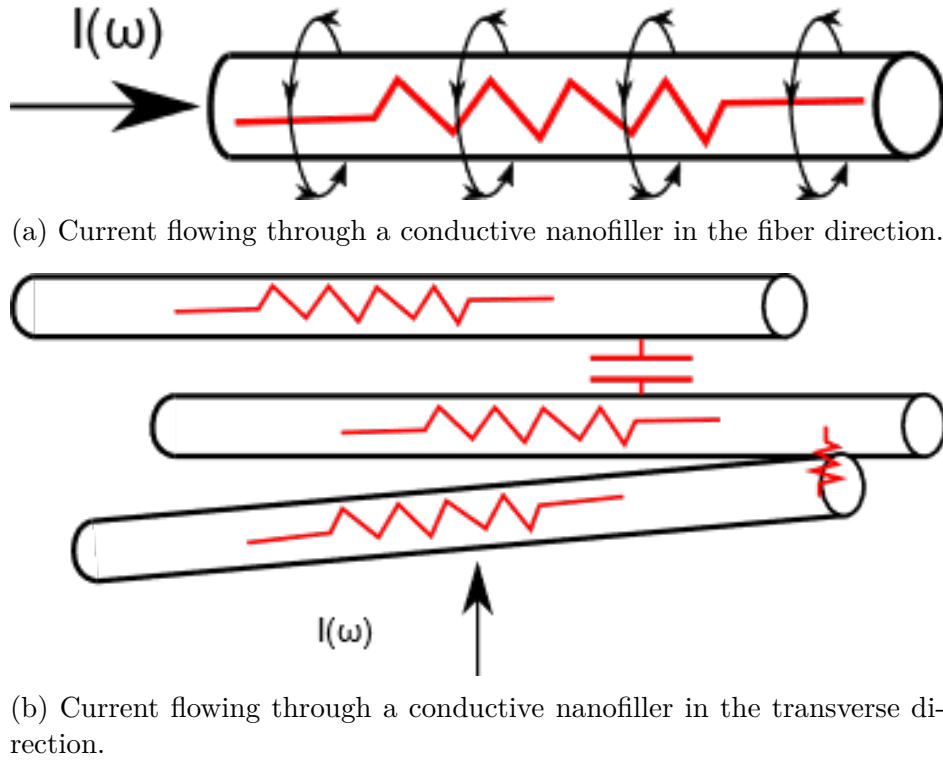 I(ω)
(a) Current flowing through a conductive nanofiller in the fiber direction.
I(ω)
(b) Current flowing through a conductive nanofiller in the transverse di-
rection.